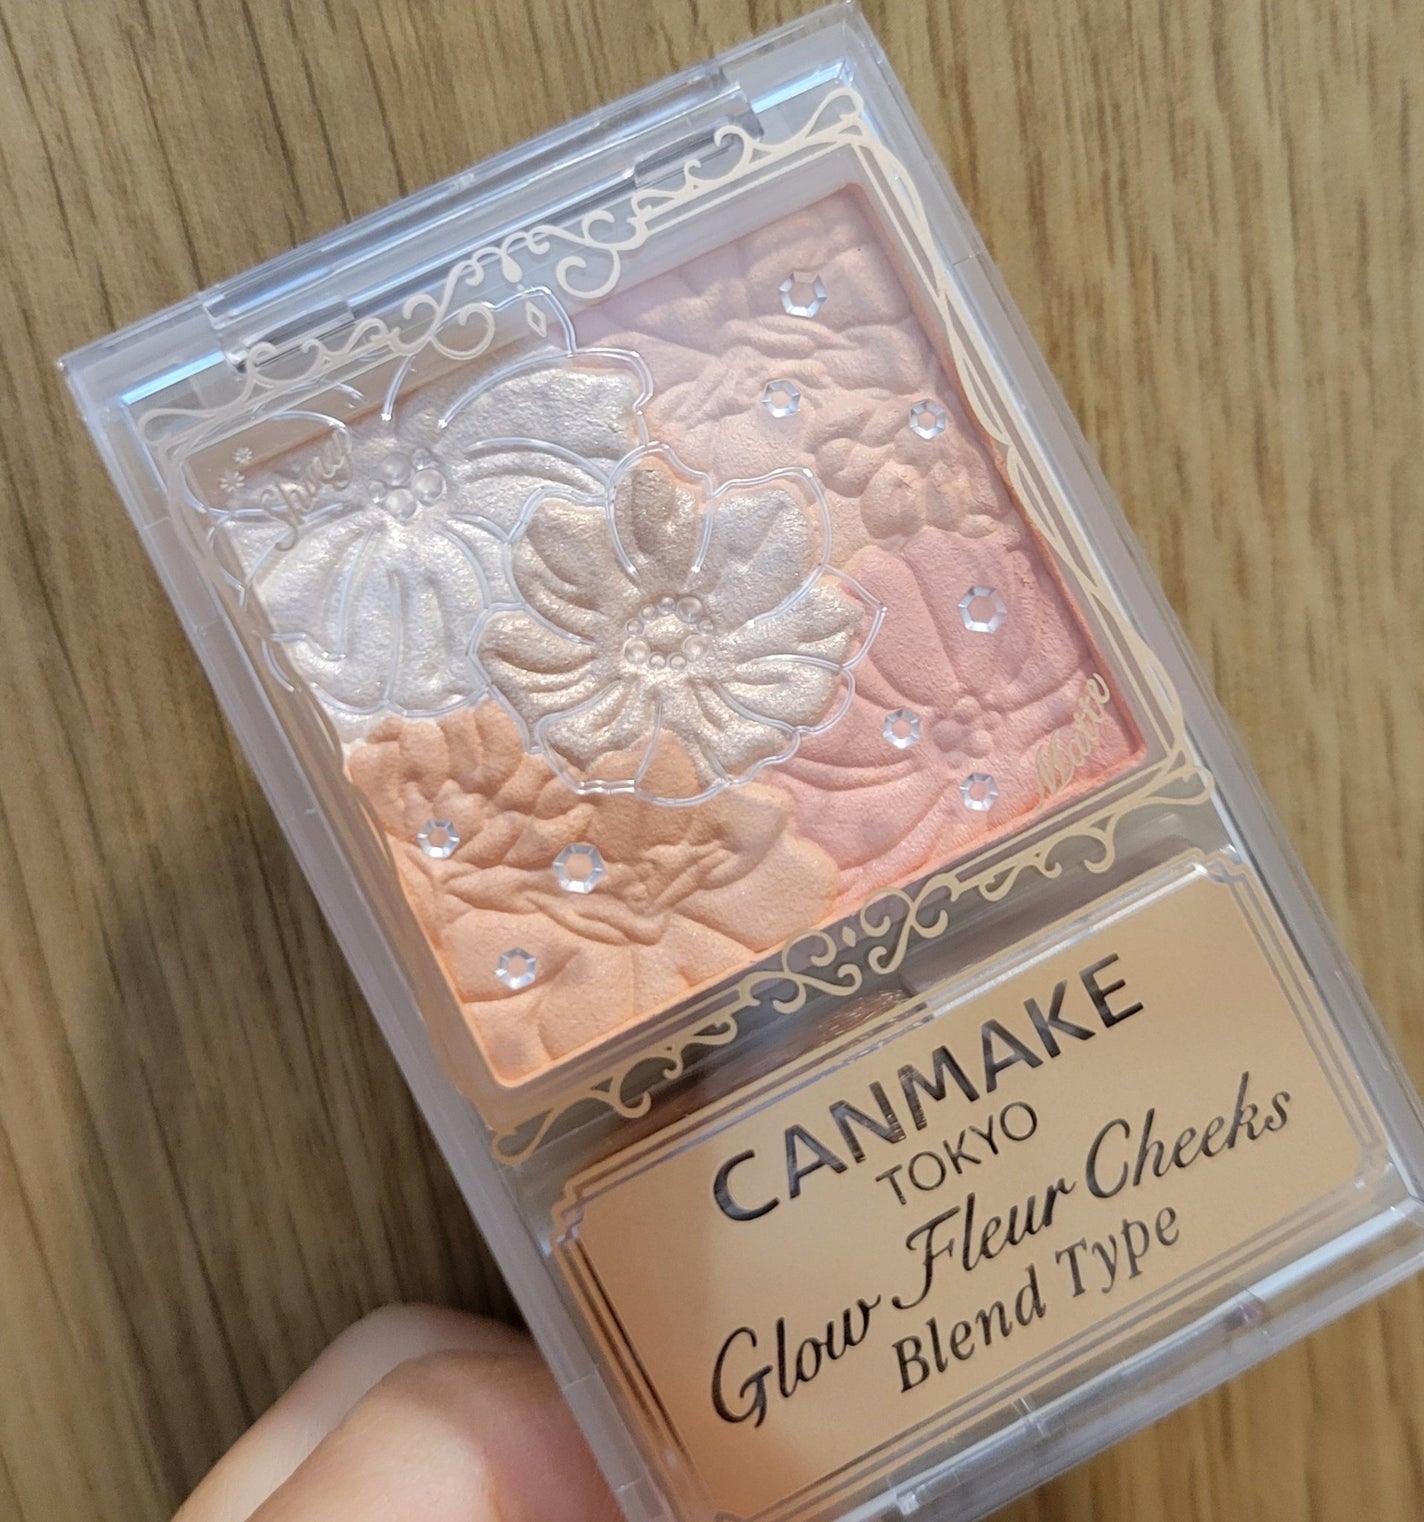 Shiny
Matte
CANMAKE
TOKYO
Glow Fleur Cheeks
Blend Type